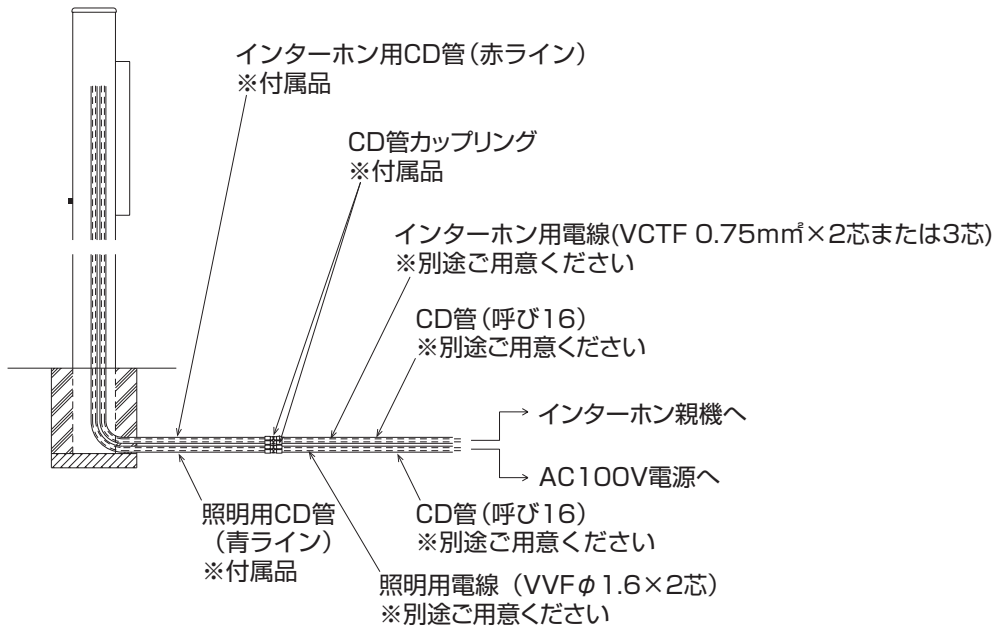 インターホン用CD管（赤ライン）
※付属品
CD管カップリング
※付属品
インターホン用電線(VCTF 0.75m㎡×2芯または3芯)
※別途ご用意ください
CD管（呼び16）
※別途ご用意ください
インターホン親機へ
AC100V電源へ
照明用CD管
（青ライン）
※付属品
CD管（呼び16）
※別途ご用意ください
照明用電線（VVFφ1.6×2芯）
※別途ご用意ください